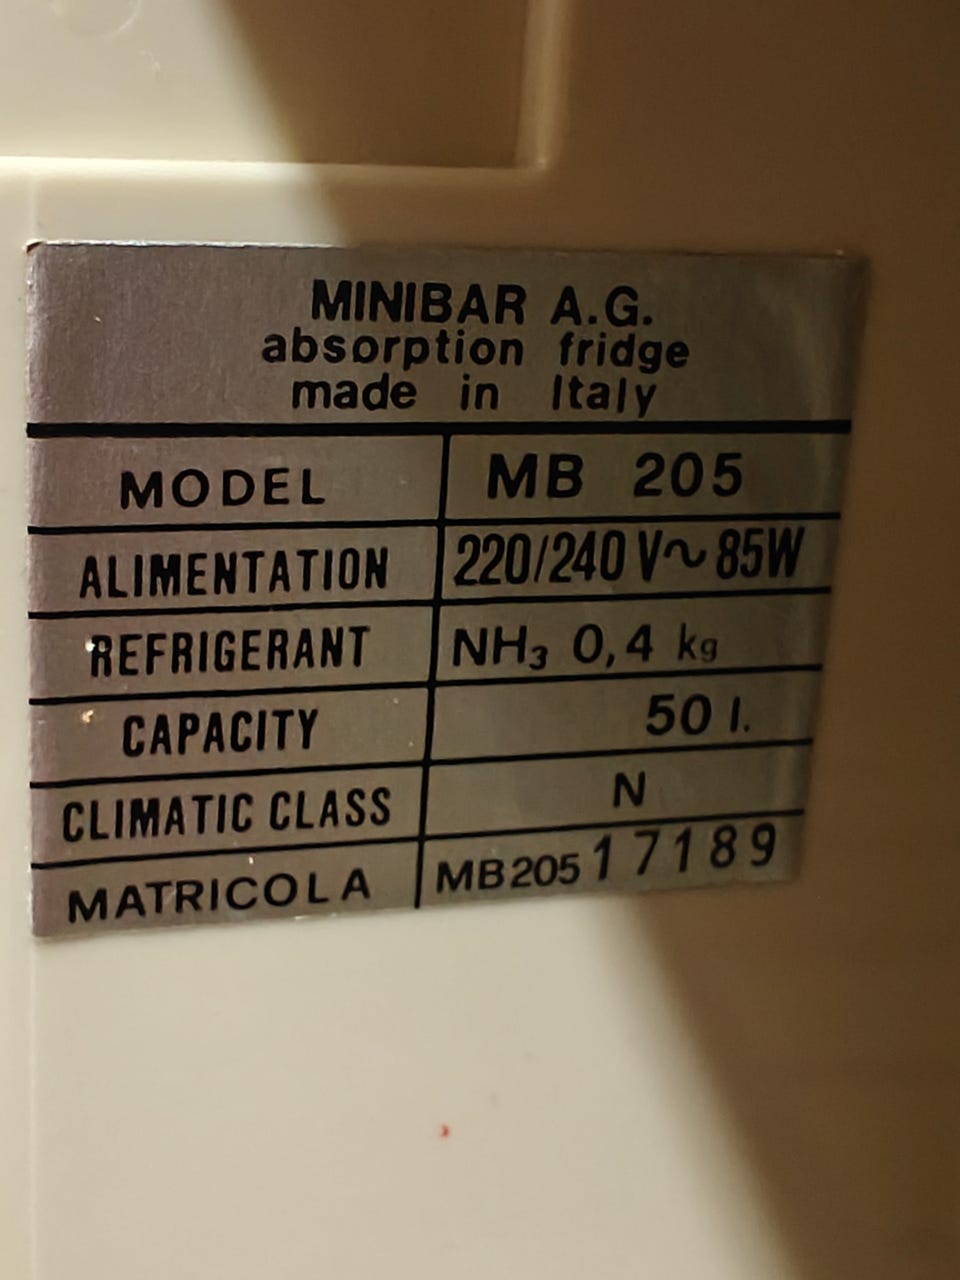 MINIBAR A.G.
absorption fridge
made in Italy
MODEL MB 205
ALIMENTATION 220/240 V~ 85W
REFRIGERANT NH₃ 0,4 kg
CAPACITY 50 l.
CLIMATIC CLASS N
MATRICOLA MB205 17189